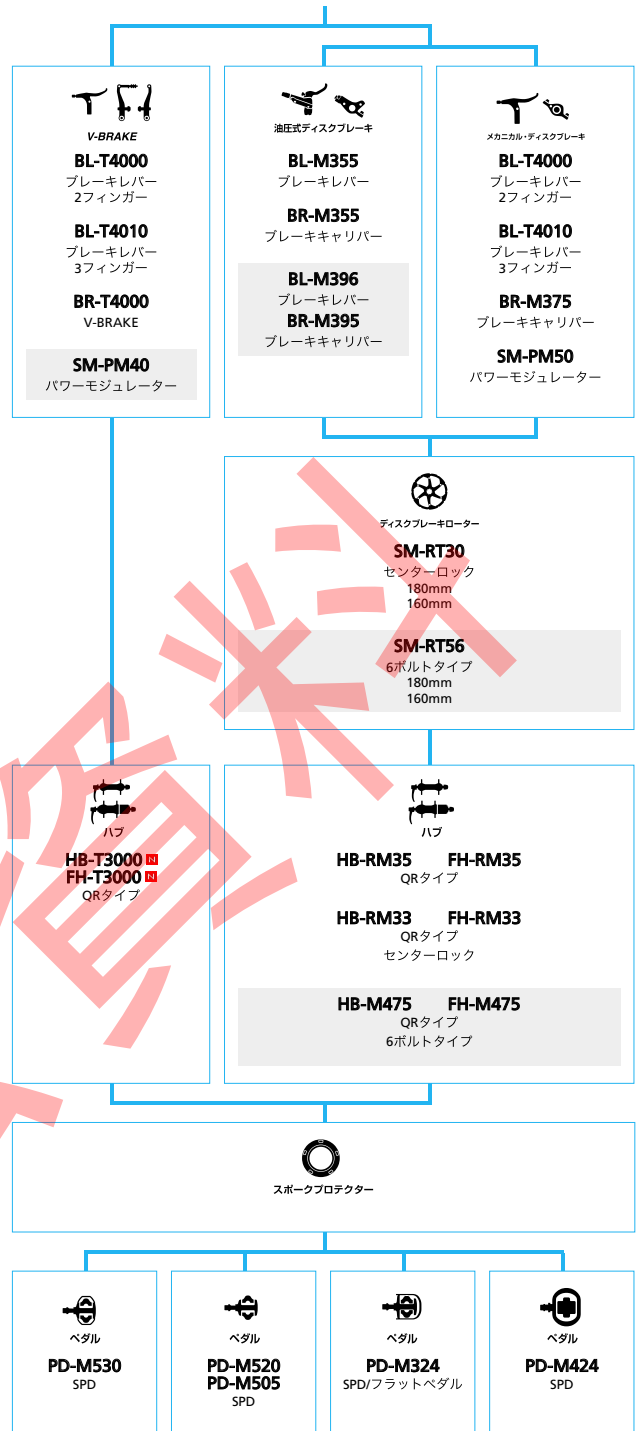 V-BRAKE
BL-T4000
ブレーキレバー
2フィンガー
BL-T4010
ブレーキレバー
3フィンガー
BR-T4000
V-BRAKE
SM-PM40
パワーモジュレーター
油圧式ディスクブレーキ
BL-M355
ブレーキレバー
BR-M355
ブレーキキャリパー
BL-M396
ブレーキレバー
BR-M395
ブレーキキャリパー
メカニカル・ディスクブレーキ
BL-T4000
ブレーキレバー
2フィンガー
BL-T4010
ブレーキレバー
3フィンガー
BR-M375
ブレーキキャリパー
SM-PM50
パワーモジュレーター
ディスクブレーキローター
SM-RT30
センターロック
180mm
160mm
SM-RT56
6ボルトタイプ
180mm
160mm
ハブ
HB-T3000 N
FH-T3000 N
QRタイプ
ハブ
HB-RM35 FH-RM35
QRタイプ
HB-RM33 FH-RM33
QRタイプ
センターロック
HB-M475 FH-M475
QRタイプ
6ボルトタイプ
スポークプロテクター
ペダル
PD-M530
SPD
ペダル
PD-M520
PD-M505
SPD
ペダル
PD-M324
SPD/フラットペダル
ペダル
PD-M424
SPD
資料